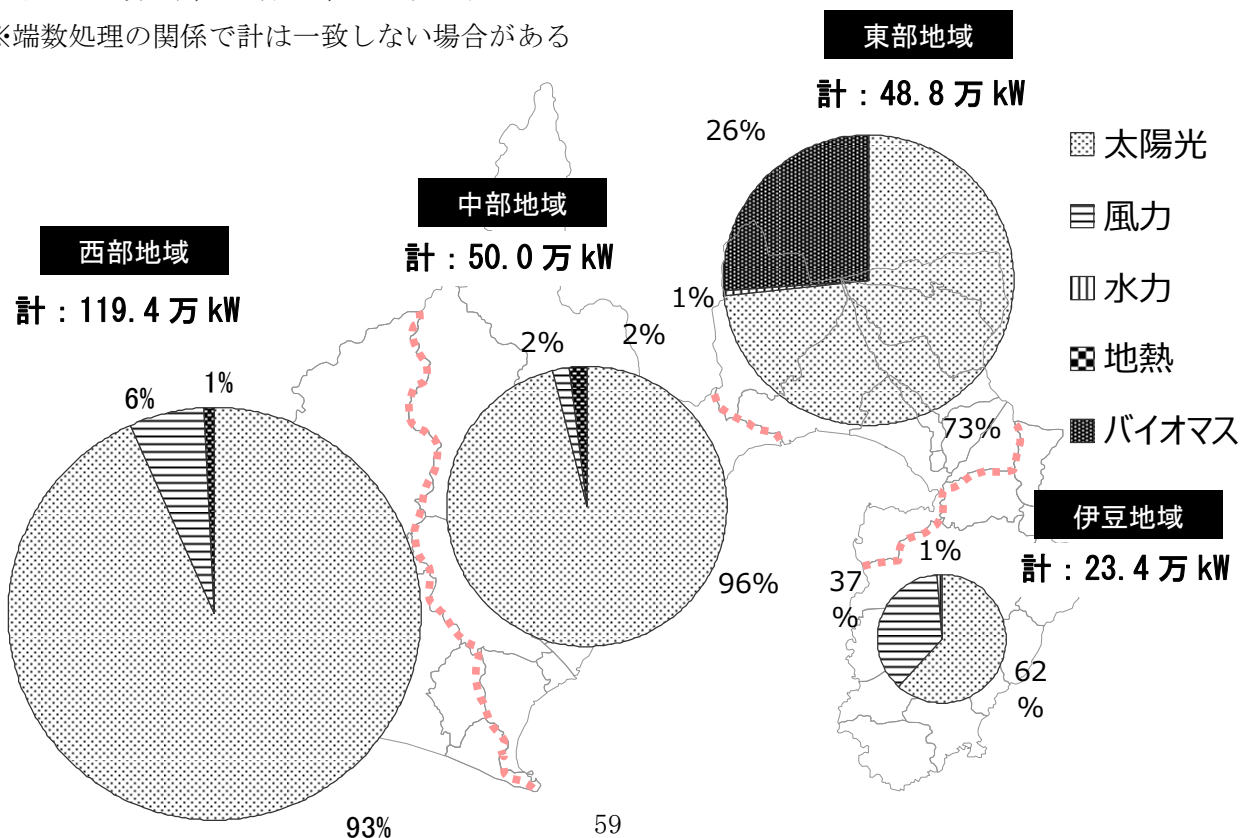 ※端数処理の関係で計は一致しない場合がある
東部地域
計：48.8万kW
26%
1%
73%
太陽光
風力
水力
地熱
バイオマス
中部地域
計：50.0万kW
2%
2%
96%
西部地域
計：119.4万kW
6%
1%
93%
伊豆地域
計：23.4万kW
1%
37
%
62
%
59